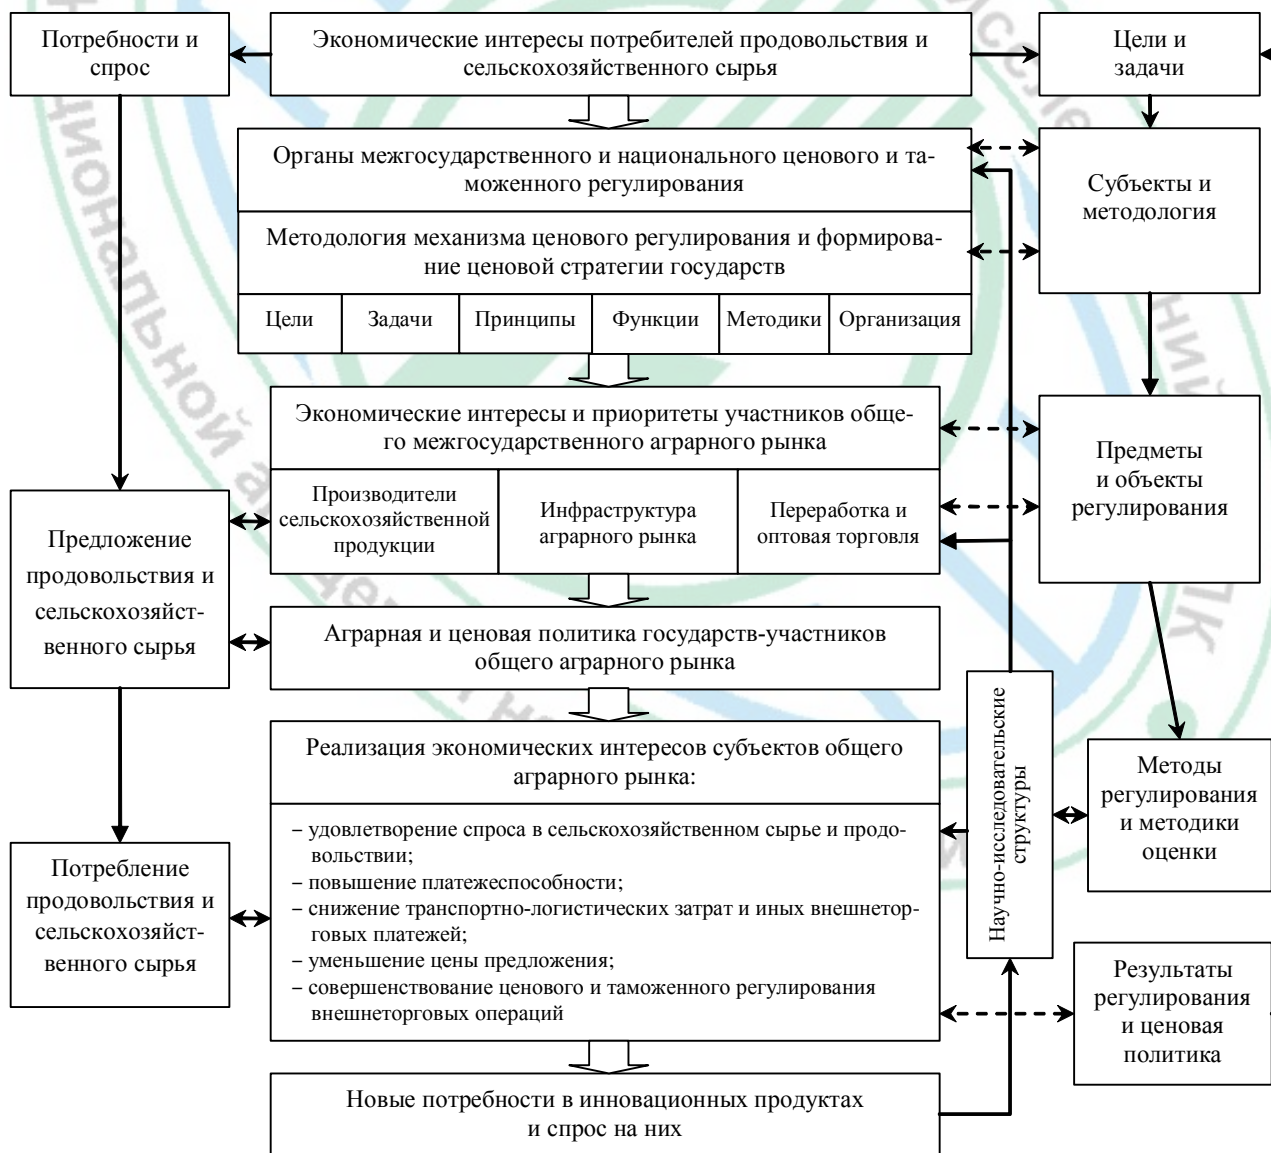 Потребности и
спрос
Экономические интересы потребителей продовольствия и
сельскохозяйственного сырья
Цели и
задачи
Органы межгосударственного и национального ценового и та-
моженного регулирования
Субъекты и
методология
Методология механизма ценового регулирования и формирова-
ние ценовой стратегии государств
Цели
Задачи
Принципы
Функции
Методики
Организация
Экономические интересы и приоритеты участников обще-
го межгосударственного аграрного рынка
Предметы
и объекты
регулирования
Производители
сельскохозяйственной
продукции
Инфраструктура
аграрного рынка
Переработка и
оптовая торговля
Предложение
продовольствия и
сельскохозяйст-
венного сырья
Аграрная и ценовая политика государств-участников
общего аграрного рынка
Научно-исследовательские
структуры
Реализация экономических интересов субъектов общего
аграрного рынка:
– удовлетворение спроса в сельскохозяйственном сырье и продо-
вольствии;
– повышение платежеспособности;
– снижение транспортно-логистических затрат и иных внешнетор-
говых платежей;
– уменьшение цены предложения;
– совершенствование ценового и таможенного регулирования
внешнеторговых операций
Методы
регулирования
и методики
оценки
Потребление
продовольствия и
сельскохозяйст-
венного сырья
Результаты
регулирования
и ценовая
политика
Новые потребности в инновационных продуктах
и спрос на них